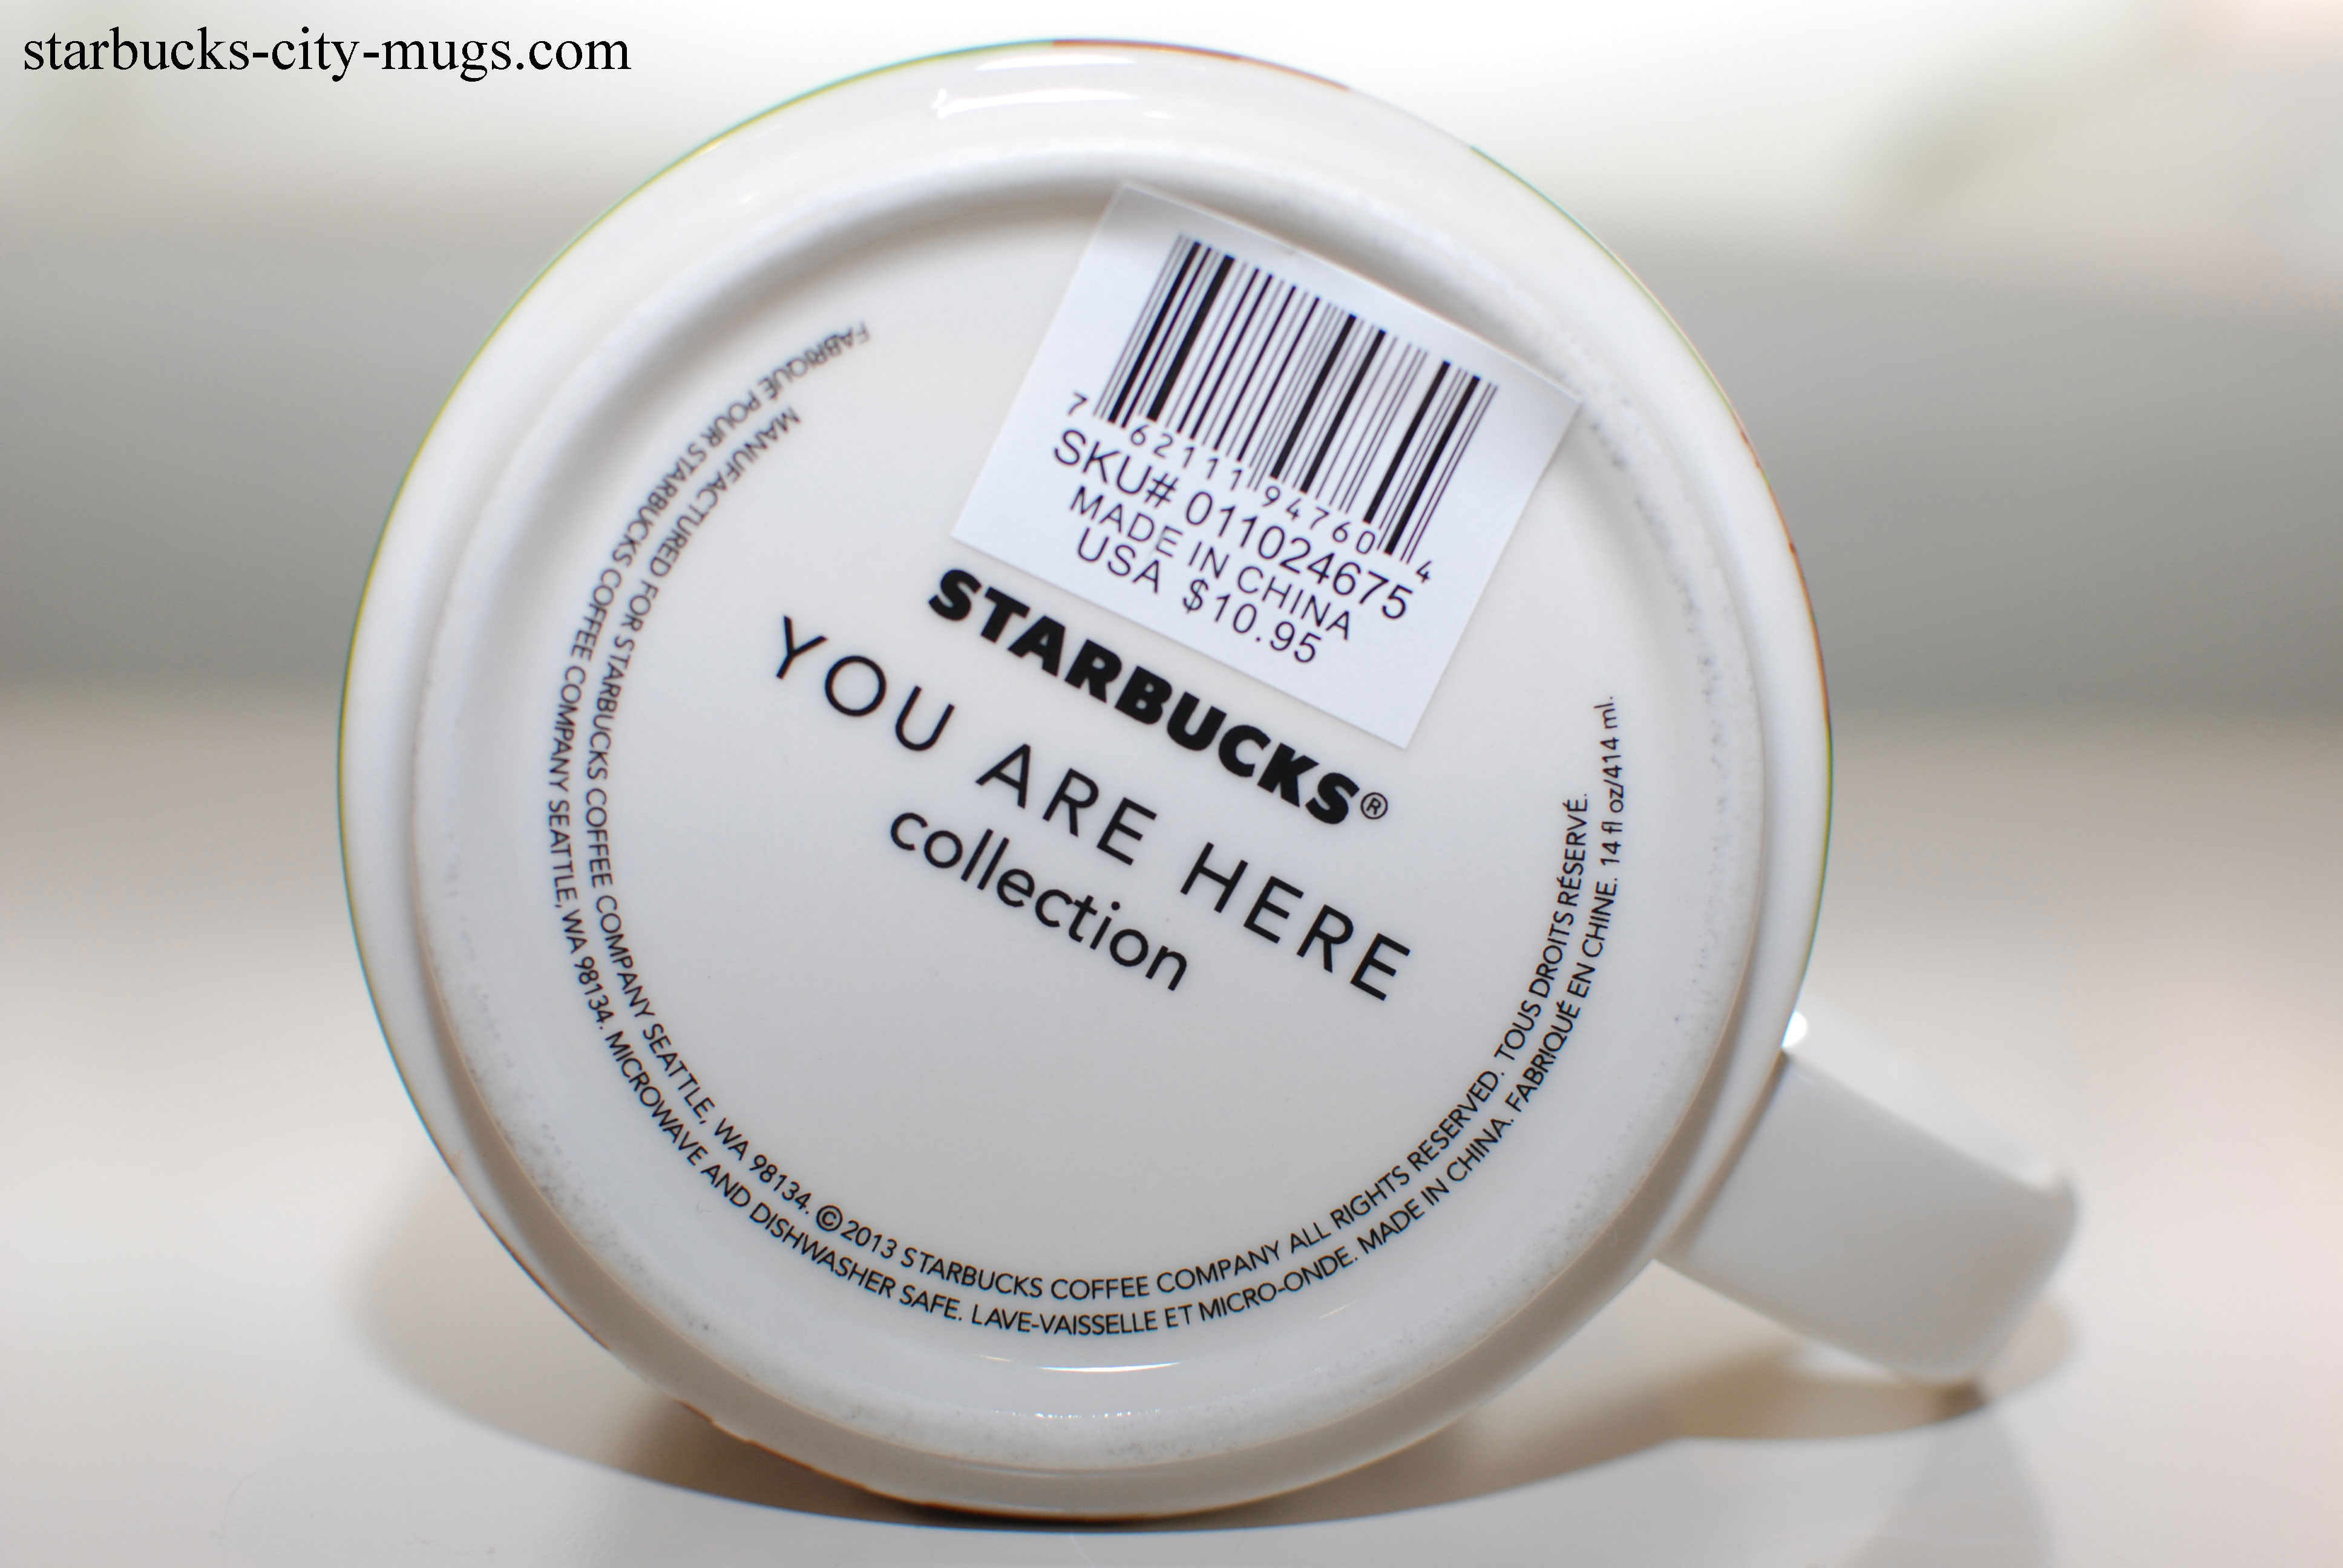 starbucks-city-mugs.com
7 62111 94760 4
SKU# 011024675
MADE IN CHINA
USA $10.95
STARBUCKS®
YOU ARE HERE
collection
MANUFACTURED FOR STARBUCKS COFFEE COMPANY SEATTLE, WA 98134. ©2013 STARBUCKS COFFEE COMPANY ALL RIGHTS RESERVED. TOUS DROITS RÉSERVÉ.
FABRIQUÉ POUR STARBUCKS COFFEE COMPANY SEATTLE, WA 98134. MICROWAVE AND DISHWASHER SAFE. LAVE-VAISSELLE ET MICRO-ONDE. MADE IN CHINA. FABRIQUÉ EN CHINE. 14 fl oz/414 ml.